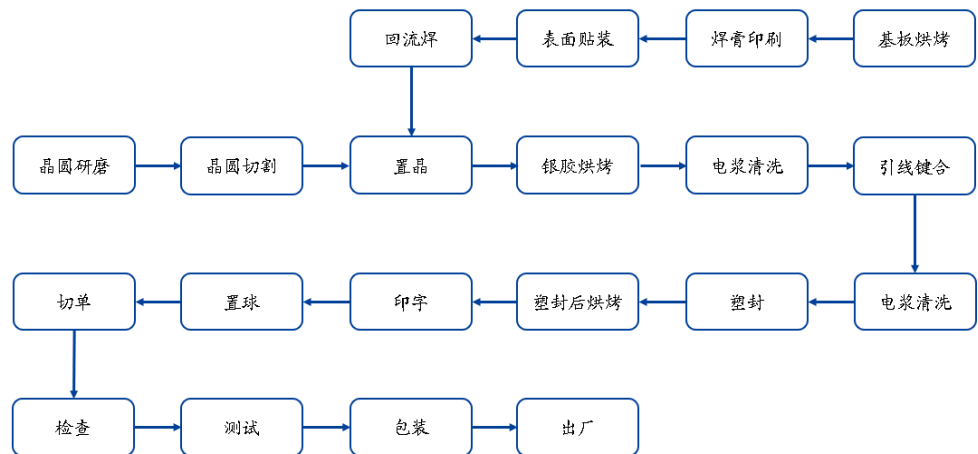 回流焊 表面贴装 焊膏印刷 基板烘烤
晶圆研磨 晶圆切割 置晶 银胶烘烤 电浆清洗 引线键合
切单 置球 印字 塑封后烘烤 塑封 电浆清洗
检查 测试 包装 出厂